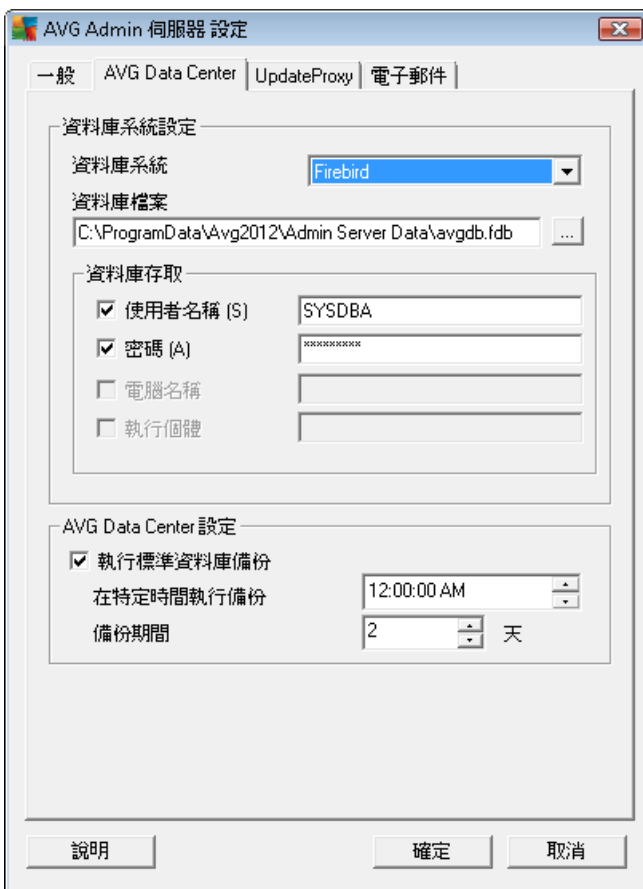 AVG Admin 伺服器 設定
一般 AVG Data Center UpdateProxy 電子郵件
資料庫系統設定
資料庫系統 Firebird
資料庫檔案
C:\ProgramData\Avg2012\Admin Server Data\avgdb.fdb ...
資料庫存取
使用者名稱 (S) SYSDBA
密碼 (A) *********
電腦名稱
執行個體
AVG Data Center 設定
執行標準資料庫備份
在特定時間執行備份 12:00:00 AM
備份期間 2 天
說明 確定 取消